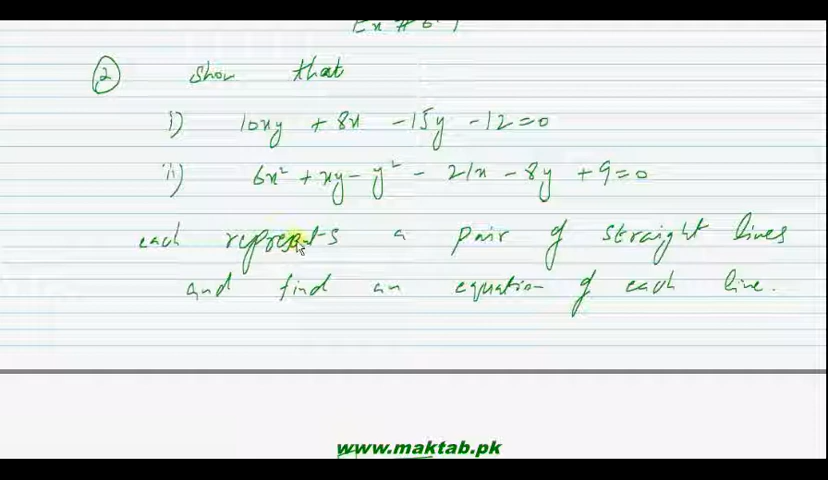 Ex # 6.9
2 Show that
i) 10xy + 8x - 15y - 12 = 0
ii) 6x² + xy - y² - 21x - 8y + 9 = 0
each represents a pair of straight lines
and find an equation of each line.
www.maktab.pk